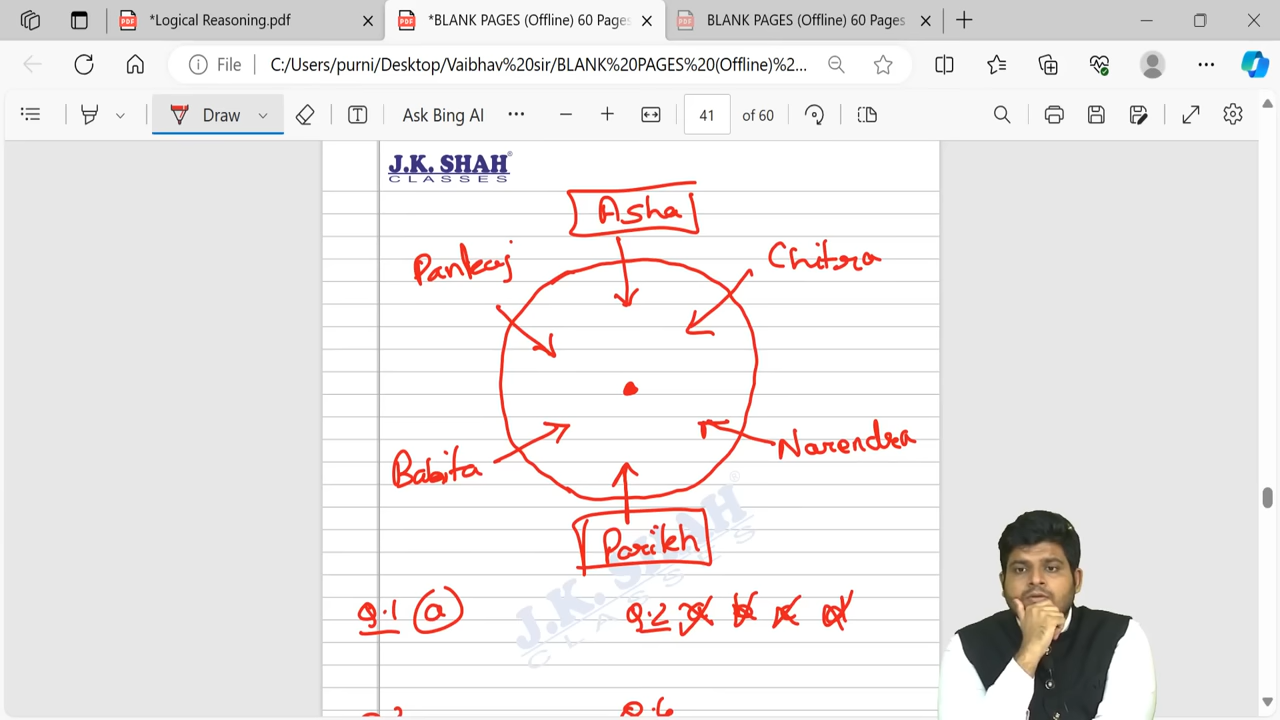 *Logical Reasoning.pdf
*BLANK PAGES (Offline) 60 Pages
BLANK PAGES (Offline) 60 Pages
File
C:/Users/purni/Desktop/Vaibhav%20sir/BLANK%20PAGES%20(Offline)%2...
Draw
Ask Bing AI
41
of 60
J.K. SHAH
CLASSES
Asha
Pankaj
Chitra
Babita
Narendra
Parikh
J.K. SHAH
CLASSES
Q.1 a
Q.2
Q.6